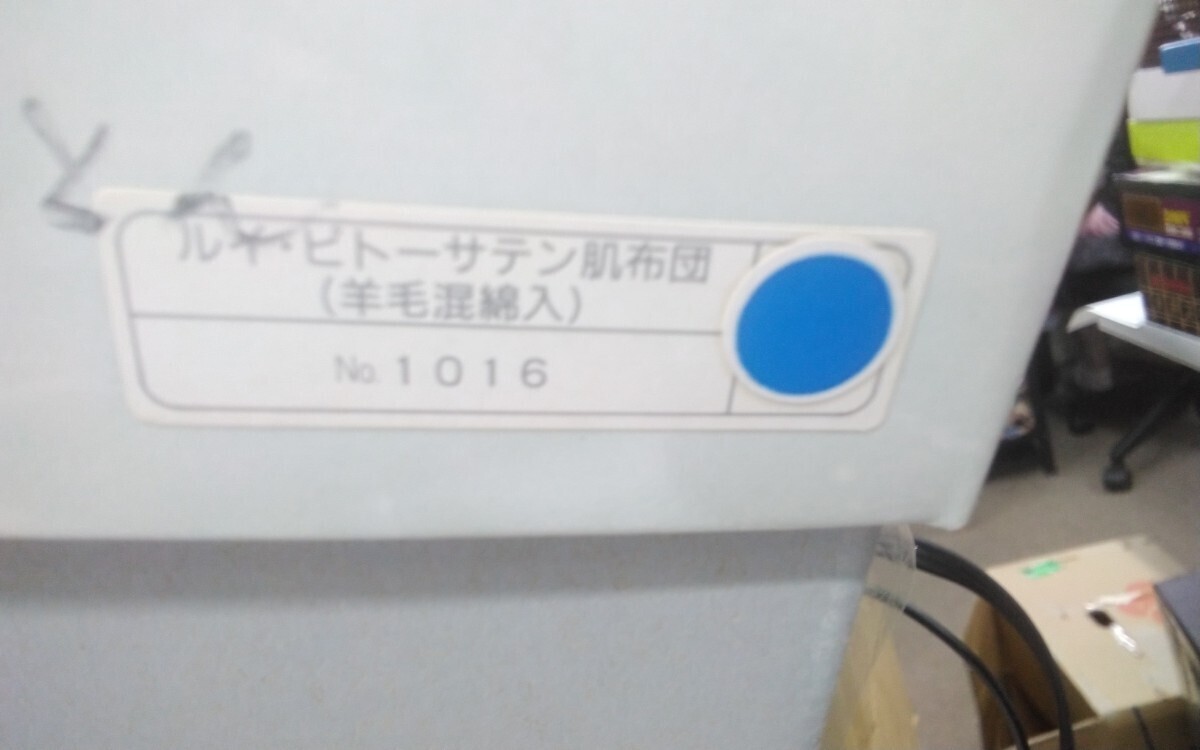 ルイ・ビトーサテン肌布団
（羊毛混綿入）
No. 1016